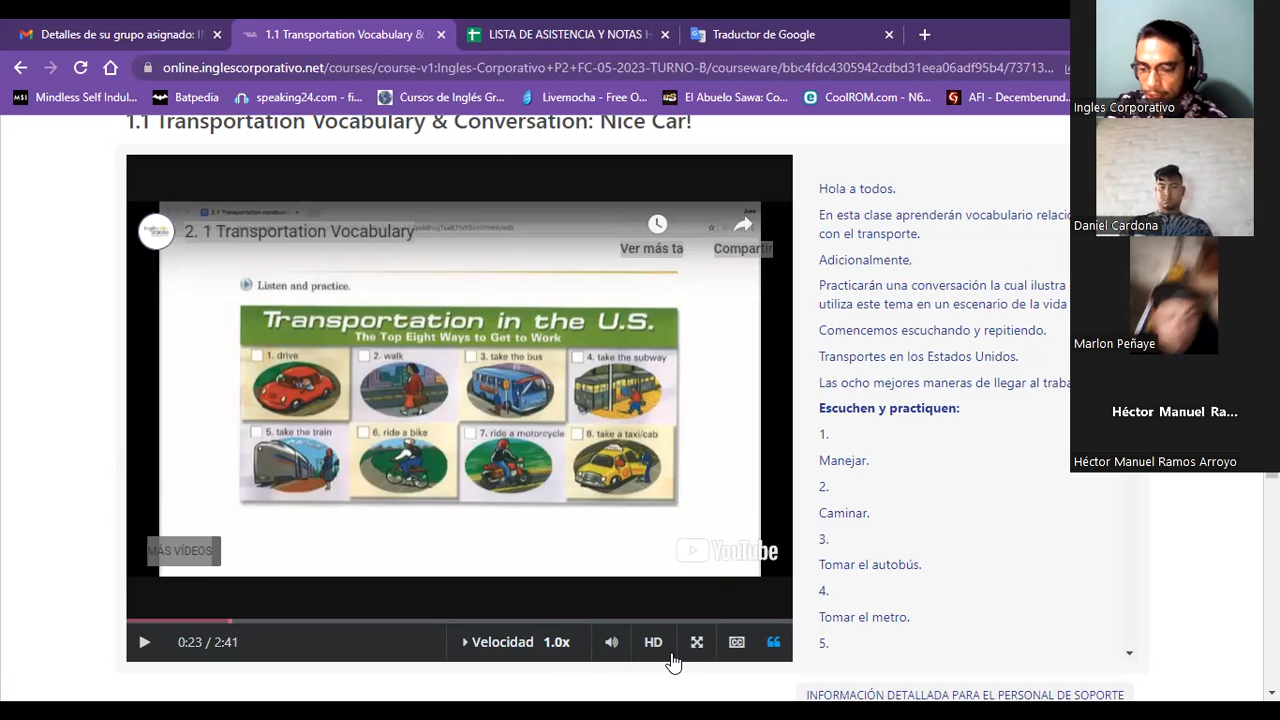 Detalles de su grupo asignado: I
1.1 Transportation Vocabulary &
LISTA DE ASISTENCIA Y NOTAS H
Traductor de Google
online.inglescorporativo.net/courses/course-v1:Ingles-Corporativo+P2+FC-05-2023-TURNO-B/courseware/bbc4fdc4305942cdbd31eea06adf95b4/73713...
Mindless Self Indul...
Batpedia
speaking24.com - fi...
Cursos de Inglés Gr...
Livemocha - Free O...
El Abuelo Sawa: Co...
CoolROM.com - N6...
AFI - Decemberund...
1.1 Transportation Vocabulary & Conversation: Nice Car!
2. 1 Transportation Vocabulary
Ver más ta
Compartir
Listen and practice.
Transportation in the U.S.
The Top Eight Ways to Get to Work
1. drive
2. walk
3. take the bus
4. take the subway
5. take the train
6. ride a bike
7. ride a motorcycle
8. take a taxi/cab
MÁS VÍDEOS
YouTube
0:23 / 2:41
Velocidad 1.0x
HD
Hola a todos.
En esta clase aprenderán vocabulario relacio
con el transporte.
Adicionalmente,
Practicarán una conversación la cual ilustra
utiliza este tema en un escenario de la vida
Comencemos escuchando y repitiendo.
Transportes en los Estados Unidos.
Las ocho mejores maneras de llegar al traba
Escuchen y practiquen:
1.
Manejar.
2.
Caminar.
3.
Tomar el autobús.
4.
Tomar el metro.
5.
INFORMACIÓN DETALLADA PARA EL PERSONAL DE SOPORTE
Ingles Corporativo
Daniel Cardona
Marlon Peñaye
Héctor Manuel Ra...
Héctor Manuel Ramos Arroyo